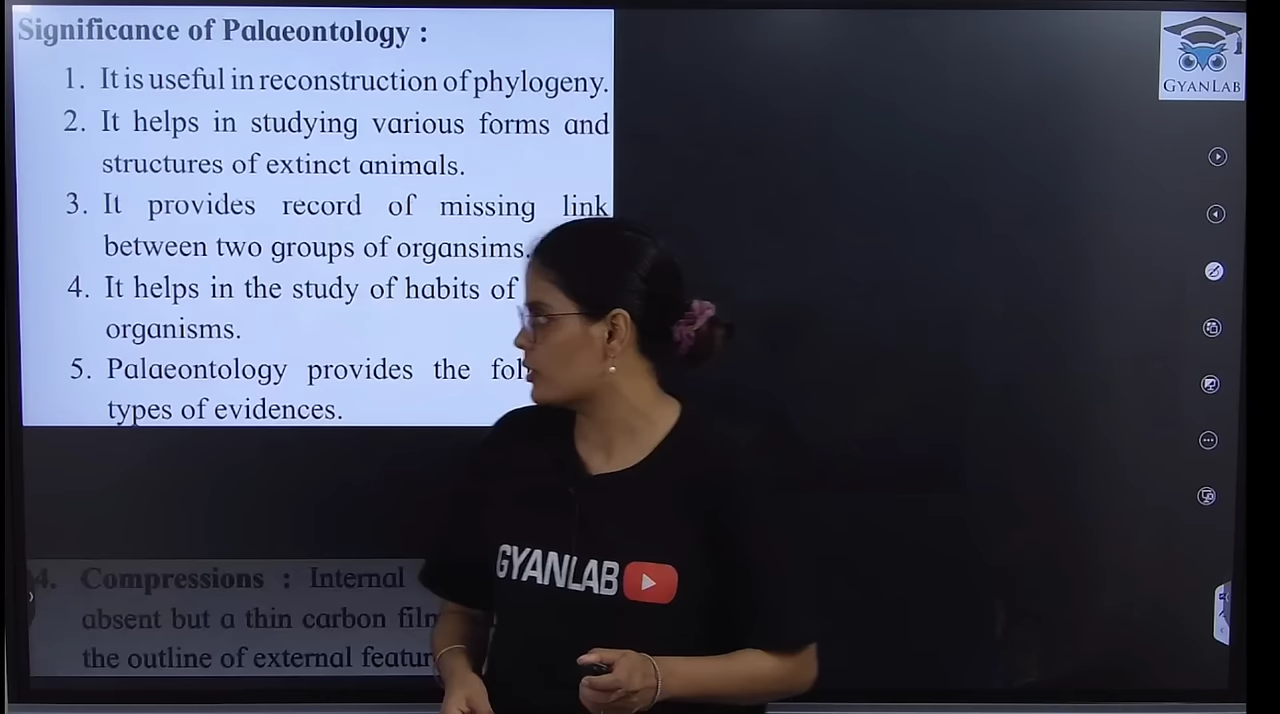 Significance of Palaeontology :
1. It is useful in reconstruction of phylogeny.
2. It helps in studying various forms and
structures of extinct animals.
3. It provides record of missing link
between two groups of organsims.
4. It helps in the study of habits of
organisms.
5. Palaeontology provides the
types of evidences.
4. Compressions : Internal
absent but a thin carbon
the outline of external
GYANLAB
GYANLAB